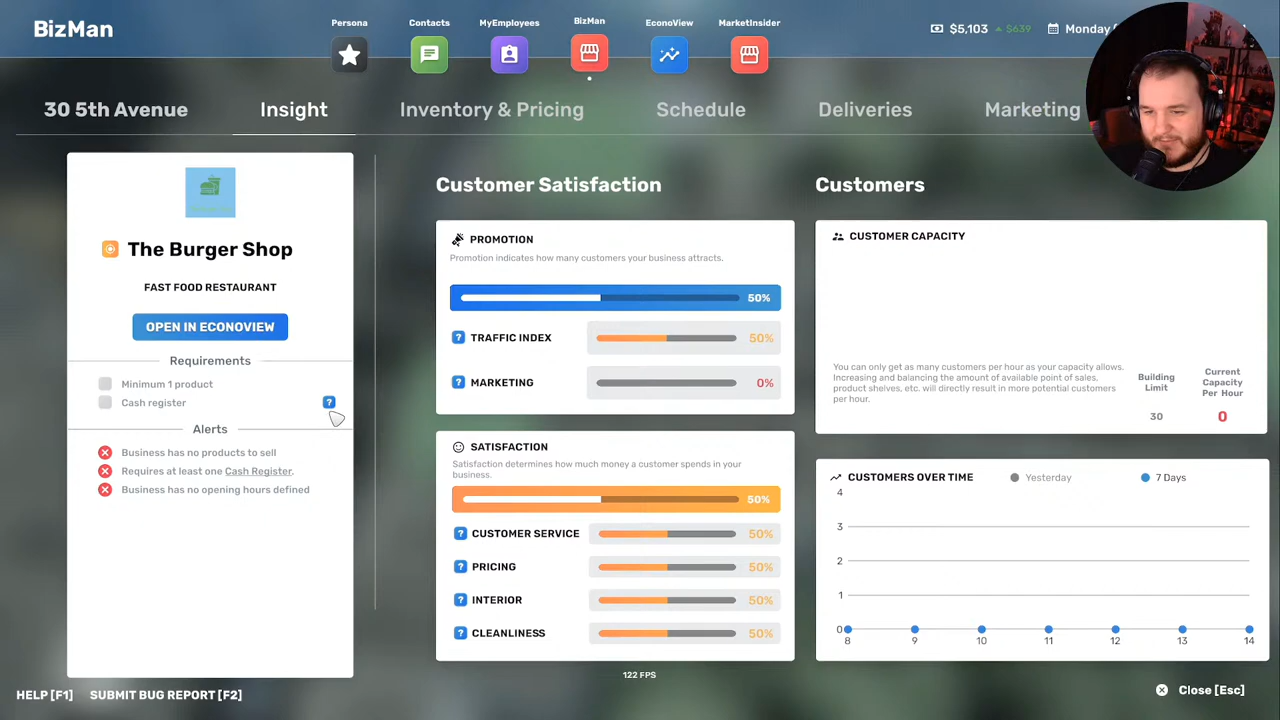 BizMan
Persona
Contacts
MyEmployees
BizMan
EconoView
MarketInsider
$5,103 $639
Monday
30 5th Avenue
Insight
Inventory & Pricing
Schedule
Deliveries
Marketing
The Burger Shop
FAST FOOD RESTAURANT
OPEN IN ECONOVIEW
Requirements
Minimum 1 product
Cash register ?
Alerts
Business has no products to sell
Requires at least one Cash Register.
Business has no opening hours defined
Customer Satisfaction
PROMOTION
Promotion indicates how many customers your business attracts.
50%
? TRAFFIC INDEX 50%
? MARKETING 0%
SATISFACTION
Satisfaction determines how much money a customer spends in your
business.
50%
? CUSTOMER SERVICE 50%
? PRICING 50%
? INTERIOR 50%
? CLEANLINESS 50%
Customers
CUSTOMER CAPACITY
You can only get as many customers per hour as your capacity allows.
Increasing and balancing the amount of available point of sales,
product shelves, etc. will directly result in more potential customers
per hour.
Building
Limit
30
Current
Capacity
Per Hour
0
CUSTOMERS OVER TIME
Yesterday
7 Days
4
3
2
1
0
8 9 10 11 12 13 14
122 FPS
HELP [F1]
SUBMIT BUG REPORT [F2]
Close [Esc]